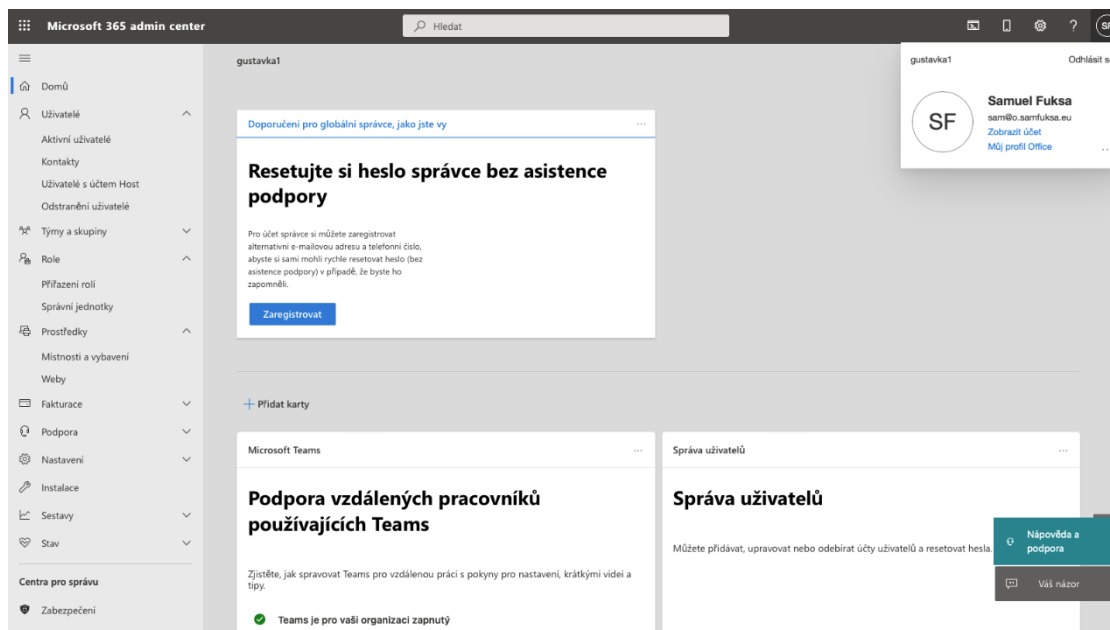 Microsoft 365 admin center
Hledat
?
SF
gustavka1
gustavka1
Odhlásit se
SF
Samuel Fuksa
sam@o.samfuksa.eu
Zobrazit účet
Můj profil Office
Domů
Uživatelé
Aktivní uživatelé
Kontakty
Uživatelé s účtem Host
Odstranění uživatelé
Týmy a skupiny
Role
Přiřazení rolí
Správní jednotky
Prostředky
Místnosti a vybavení
Weby
Fakturace
Podpora
Nastavení
Instalace
Sestavy
Stav
Centra pro správu
Zabezpečení
Doporučení pro globální správce, jako jste vy
Resetujte si heslo správce bez asistence
podpory
Pro účet správce si můžete zaregistrovat
alternativní e-mailovou adresu a telefonní číslo,
abyste si sami mohli rychle resetovat heslo (bez
asistence podpory) v případě, že byste ho
zapomněli.
Zaregistrovat
Přidat karty
Microsoft Teams
Podpora vzdálených pracovníků
používajících Teams
Zjistěte, jak spravovat Teams pro vzdálenou práci s pokyny pro nastavení, krátkými videi a
tipy.
Teams je pro vaši organizaci zapnutý
Správa uživatelů
Správa uživatelů
Můžete přidávat, upravovat nebo odebírat účty uživatelů a resetovat hesla.
Nápověda a
podpora
Váš názor